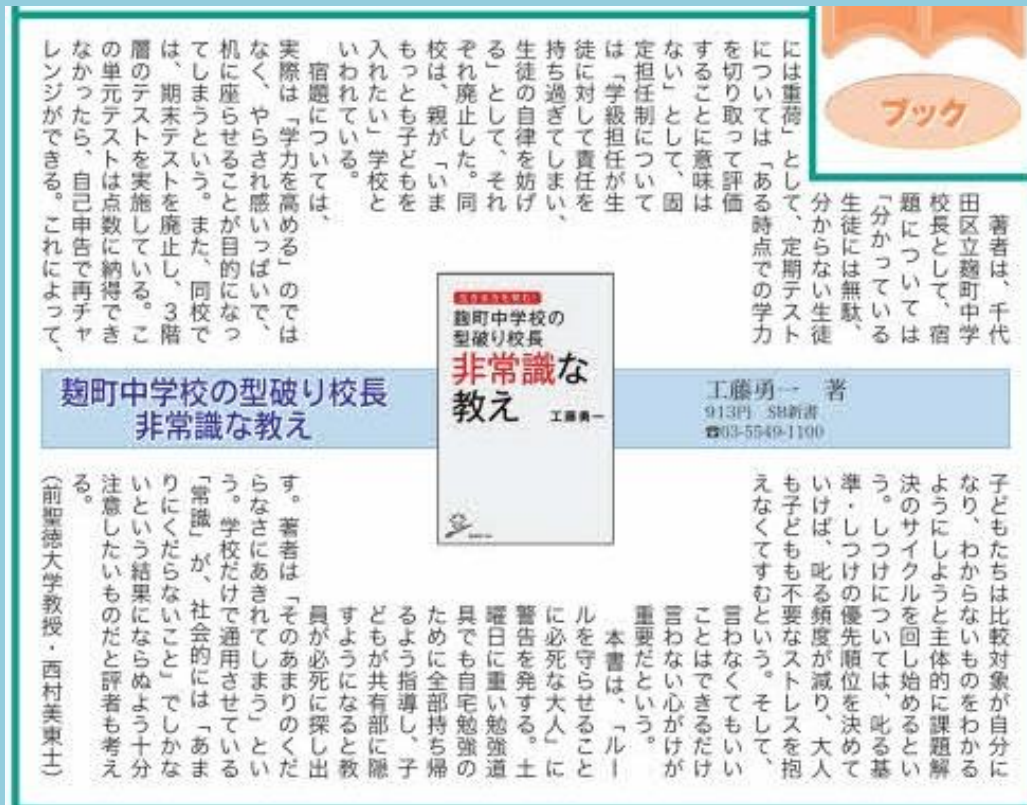 ブック
著者は、千代
田区立麹町中学
校長として、宿
題については
「分かっている
生徒には無駄、
分からない生徒
には重荷」として、定期テスト
については「ある時点での学力
を切り取って評価
することに意味は
ない」として、固
定担任制について
は「学級担任が生
徒に対して責任を
持ち過ぎてしまい、
生徒の自律を妨げ
る」として、それ
ぞれ廃止した。同
校は、親が「いま
もっとも子どもを
入れたい」学校と
いわれている。
宿題については、
実際は「学力を高める」のでは
なく、やらされ感いっぱいで、
机に座らせることが目的になっ
てしまうという。また、同校で
は、期末テストを廃止し、3階
層のテストを実施している。こ
の単元テストは点数に納得でき
なかったら、自己申告で再チャ
レンジができる。これによって、
麹町中学校の型破り校長
非常識な教え
麹町中学校の
型破り校長
非常識な
教え
工藤勇一
工藤勇一 著
913円 SB新書
☎03-5549-1100
子どもたちは比較対象が自分に
なり、わからないものをわかる
ようにしようと主体的に課題解
決のサイクルを回し始めるとい
う。しつけについては、叱る基
準・しつけの優先順位を決めて
いけば、叱る頻度が減り、大人
も子どもも不要なストレスを抱
えなくてすむという。そして、
言わなくてもいい
ことはできるだけ
言わない心がけが
重要だという。
本書は、「ルー
ルを守らせること
に必死な大人」に
警告を発する。土
曜日に重い勉強道
具でも自宅勉強の
ために全部持ち帰
るよう指導し、子
どもが共有部に隠
すようになると教
員が必死に探し出
す。著者は「そのあまりのくだ
らなさにあきれてしまう」とい
う。学校だけで通用させている
「常識」が、社会的には「あま
りにくだらないこと」でしかな
いという結果にならぬよう十分
注意したいものだと評者も考え
る。
（前聖徳大学教授・西村美東士）